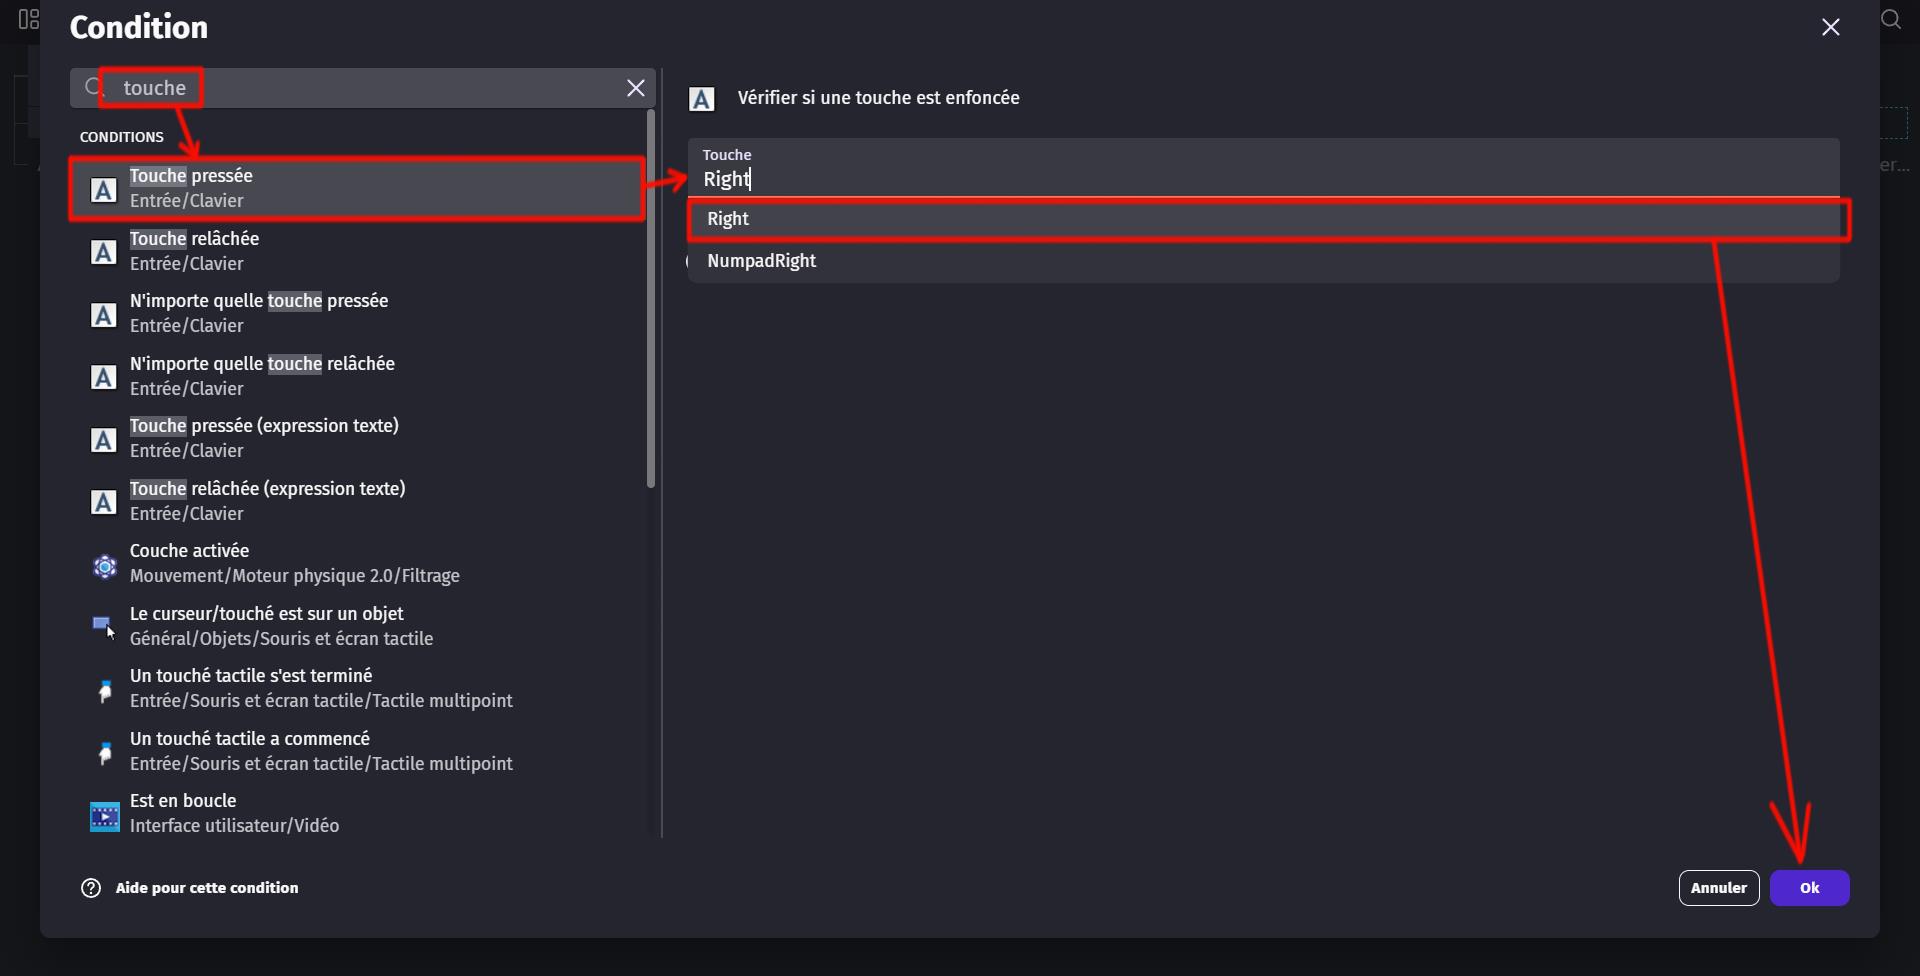 Condition
touche
CONDITIONS
Touche pressée
Entrée/Clavier
Touche relâchée
Entrée/Clavier
N'importe quelle touche pressée
Entrée/Clavier
N'importe quelle touche relâchée
Entrée/Clavier
Touche pressée (expression texte)
Entrée/Clavier
Touche relâchée (expression texte)
Entrée/Clavier
Couche activée
Mouvement/Moteur physique 2.0/Filtrage
Le curseur/touché est sur un objet
Général/Objets/Souris et écran tactile
Un touché tactile s'est terminé
Entrée/Souris et écran tactile/Tactile multipoint
Un touché tactile a commencé
Entrée/Souris et écran tactile/Tactile multipoint
Est en boucle
Interface utilisateur/Vidéo
Aide pour cette condition
Vérifier si une touche est enfoncée
Touche
Right
Right
NumpadRight
er...
Annuler
Ok